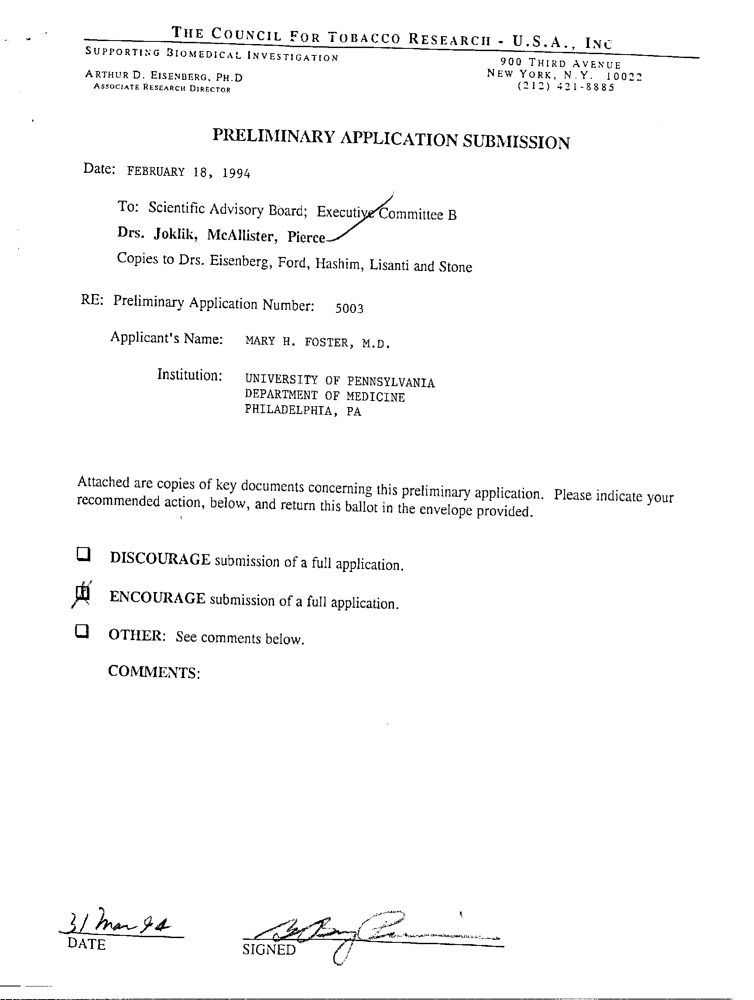 THE COUNCIL FOR TOBACCO RESEARCH - U.S.A., INC
SUPPORTING BIOMEDICAL INVESTIGATION
900 THIRD AVENUE
NEW YORK, N.Y. 10022
(212) 421-8885
ARTHUR D. EISENBERG, PH.D
ASSOCIATE RESEARCH DIRECTOR
PRELIMINARY APPLICATION SUBMISSION
Date: FEBRUARY 18, 1994
To: Scientific Advisory Board; Executive Committee B
Drs. Joklik, McAllister, Pierce
Copies to Drs. Eisenberg, Ford, Hashim, Lisanti and Stone
RE: Preliminary Application Number: 5003
Applicant's Name: MARY H. FOSTER, M.D.
Institution: UNIVERSITY OF PENNSYLVANIA
DEPARTMENT OF MEDICINE
PHILADELPHIA, PA
Attached are copies of key documents concerning this preliminary application. Please indicate your
recommended action, below, and return this ballot in the envelope provided.
DISCOURAGE submission of a full application.
ENCOURAGE submission of a full application.
OTHER: See comments below.
COMMENTS:
31 Mar 94
DATE
SIGNED